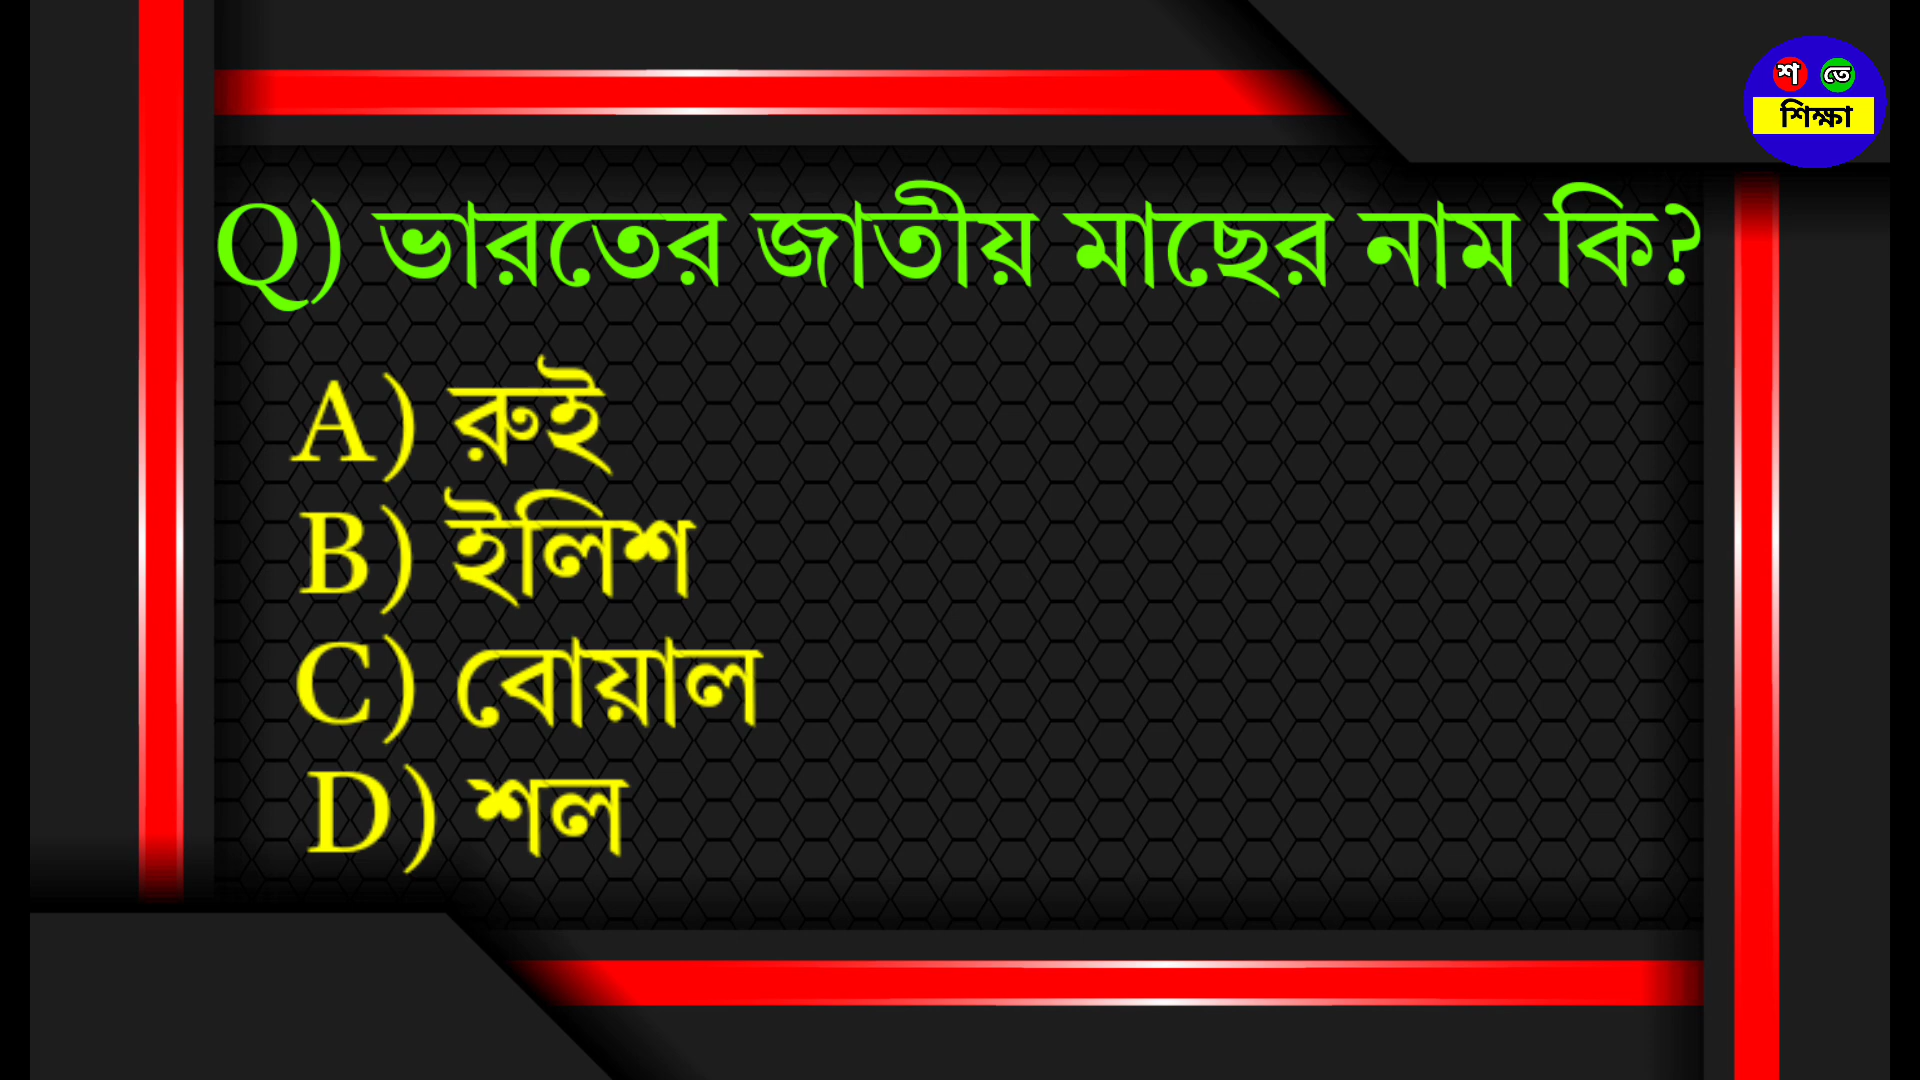 শ তে
শিক্ষা
Q) ভারতের জাতীয় মাছের নাম কি?
A) রুই
B) ইলিশ
C) বোয়াল
D) শল